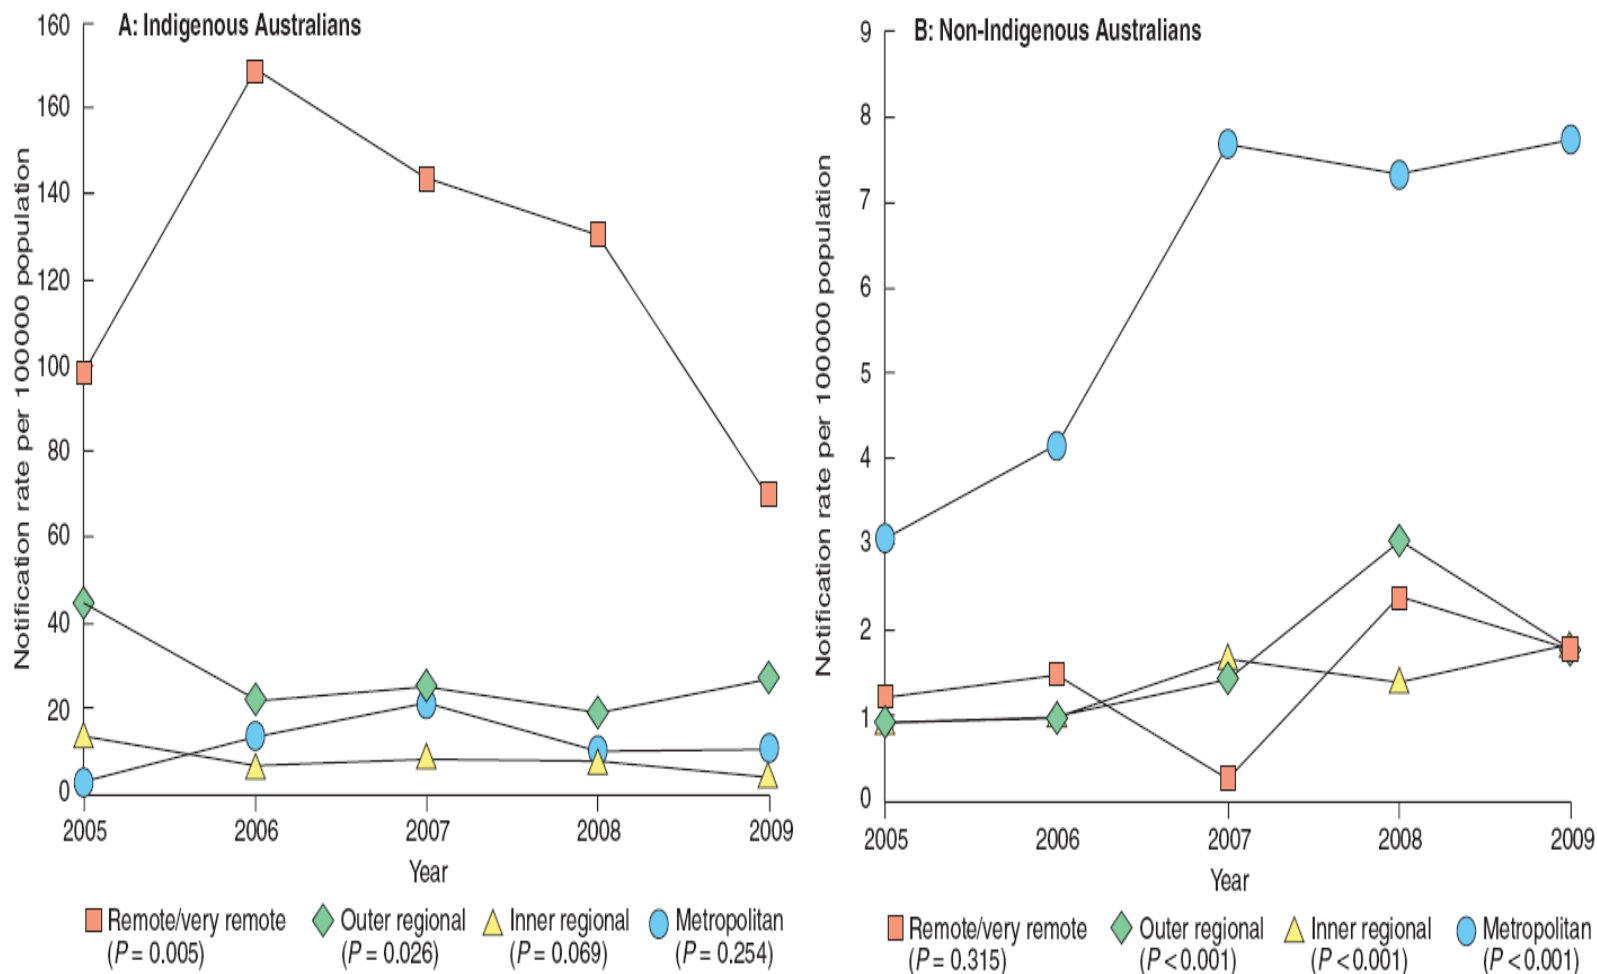 A: Indigenous Australians
160
160
140
120
100
80
60
40
20
0
Notification rate per 100000 population
2005 2006 2007 2008 2009
Year
Remote/very remote Outer regional Inner regional Metropolitan
(P = 0.005) (P = 0.026) (P = 0.069) (P = 0.254)
B: Non-Indigenous Australians
9
8
7
6
5
4
3
2
1
0
Notification rate per 100000 population
2005 2006 2007 2008 2009
Year
Remote/very remote Outer regional Inner regional Metropolitan
(P = 0.315) (P < 0.001) (P < 0.001) (P < 0.001)